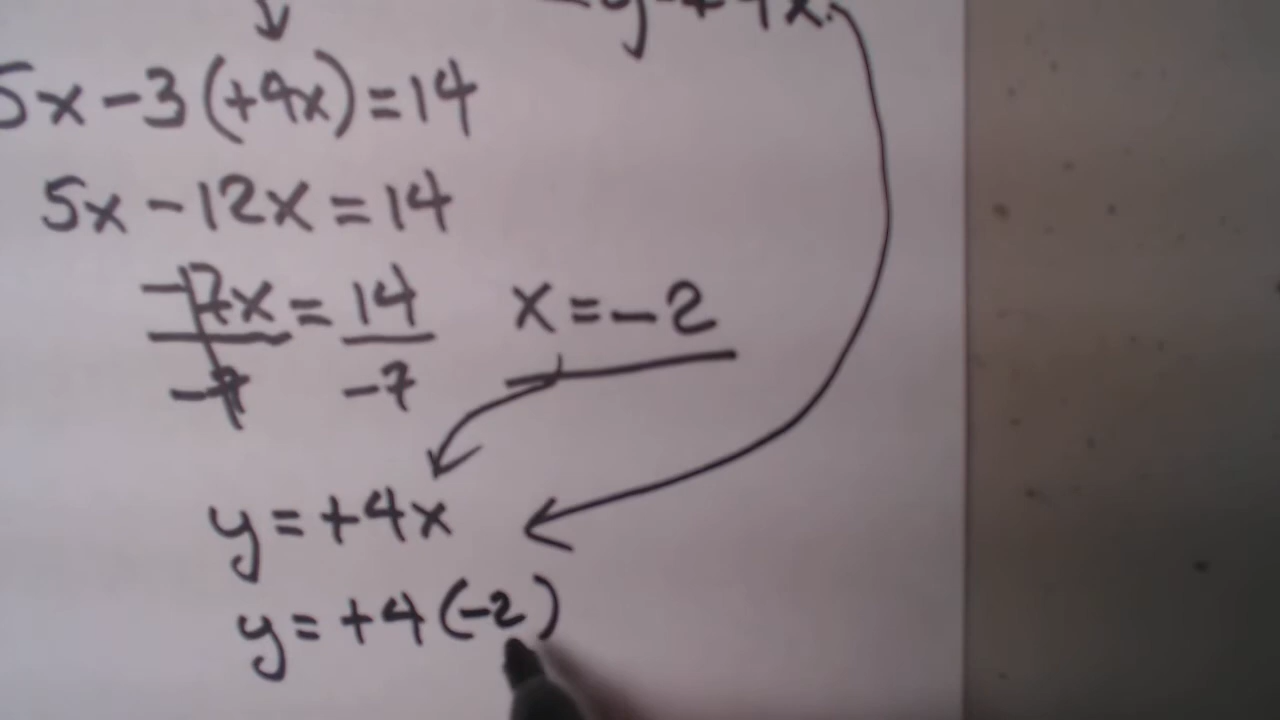 5x - 3 (+4x) = 14
5x - 12x = 14
-7x = 14
-7 -7
x = -2
y = +4x
y = +4 (-2)